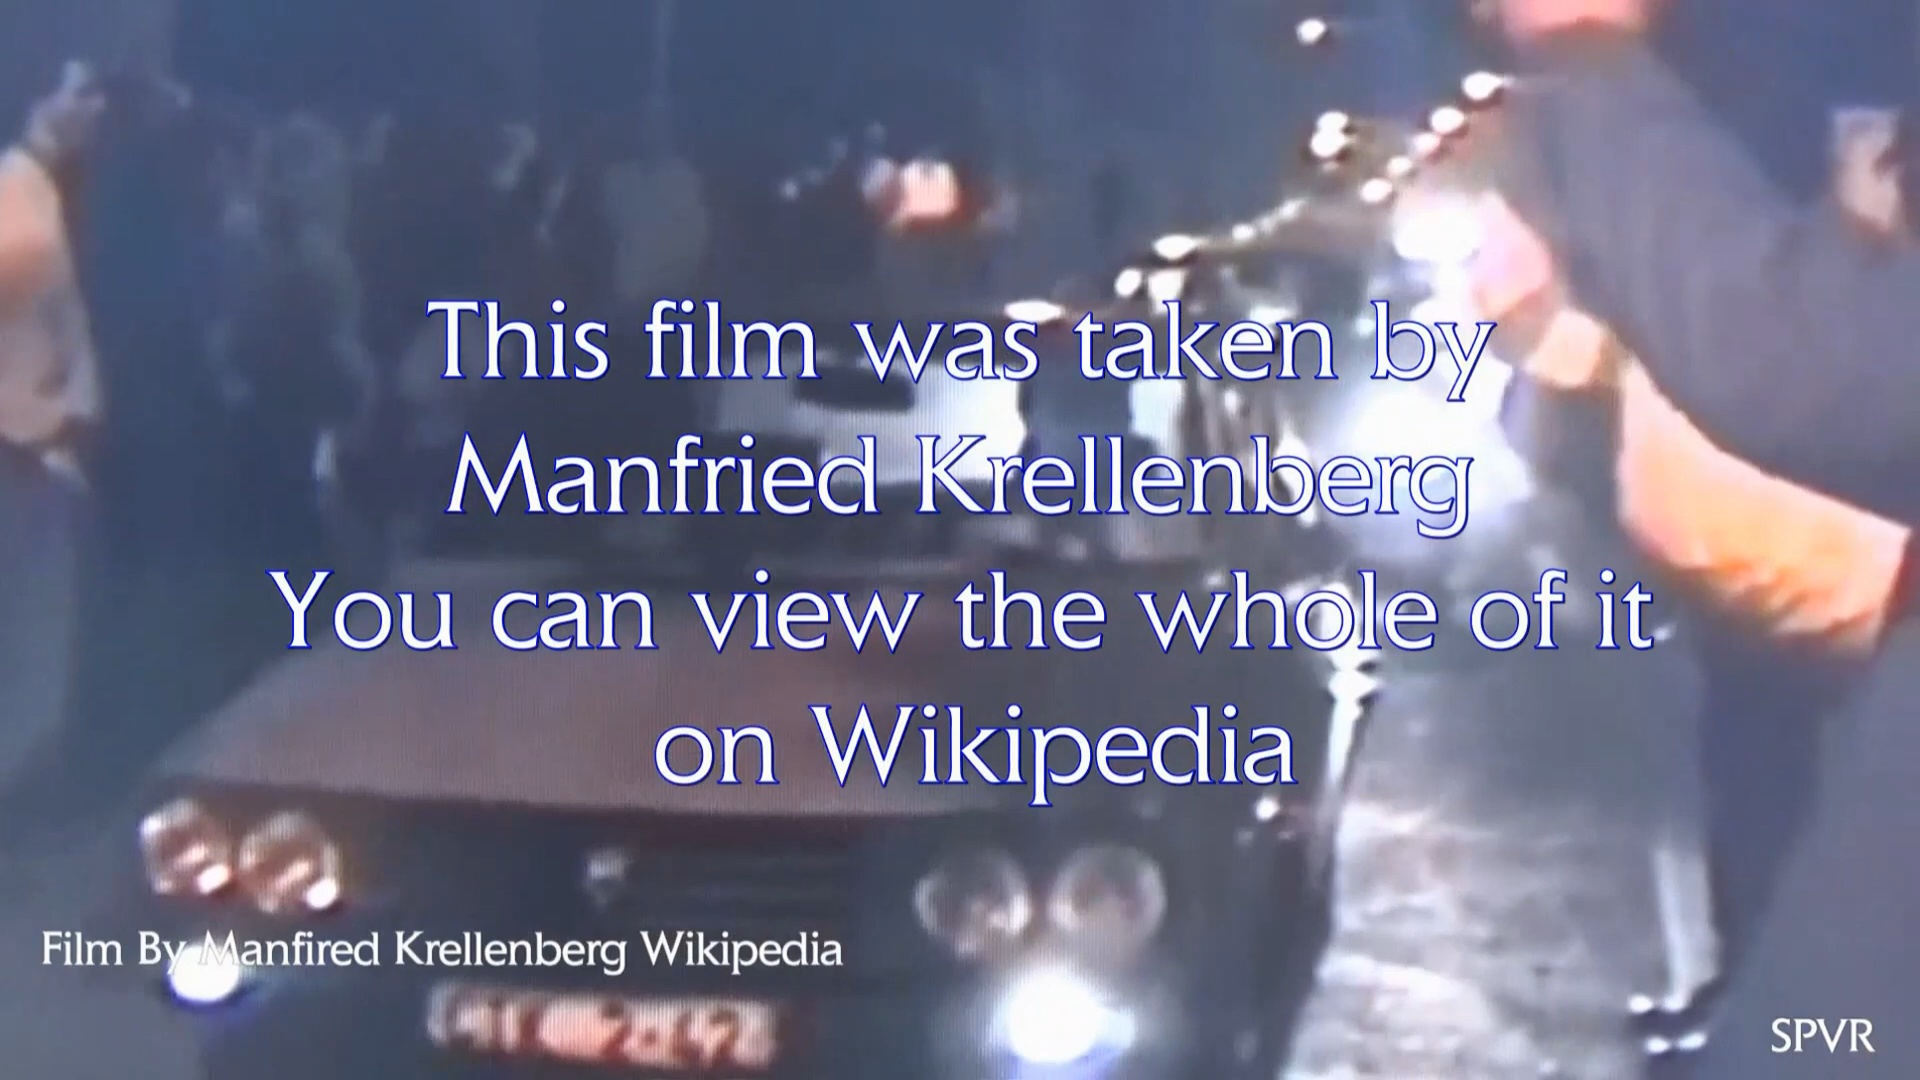 This film was taken by
Manfried Krellenberg
You can view the whole of it
on Wikipedia
Film By Manfired Krellenberg Wikipedia
SPVR